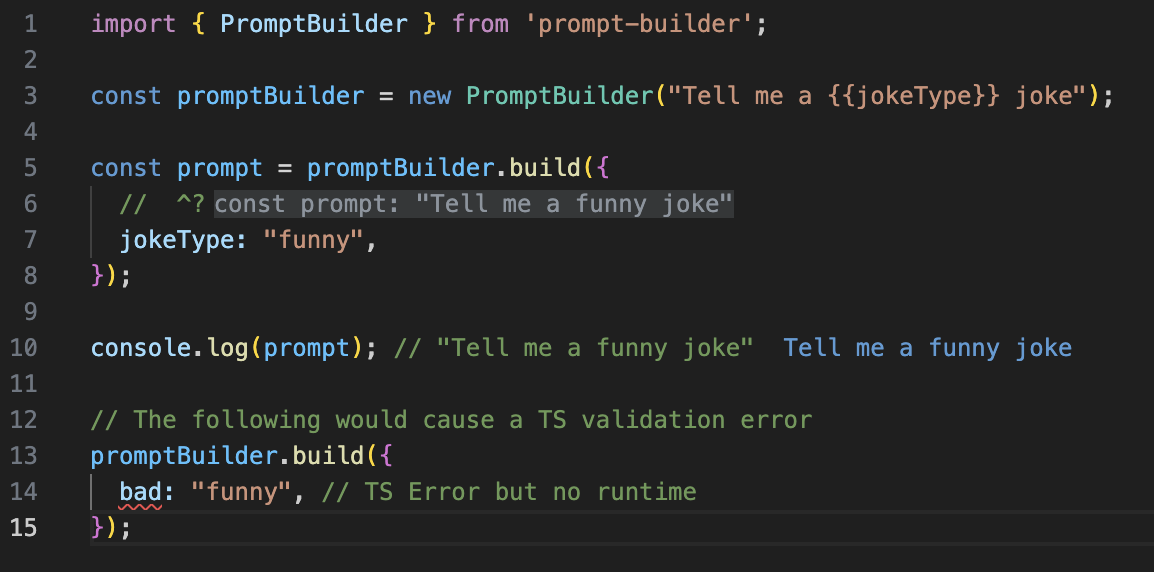 1 import { PromptBuilder } from 'prompt-builder';
2
3 const promptBuilder = new PromptBuilder("Tell me a {{jokeType}} joke");
4
5 const prompt = promptBuilder.build({
6   //  ^? const prompt: "Tell me a funny joke"
7   jokeType: "funny",
8 });
9
10 console.log(prompt); // "Tell me a funny joke"  Tell me a funny joke
11
12 // The following would cause a TS validation error
13 promptBuilder.build({
14   bad: "funny", // TS Error but no runtime
15 });